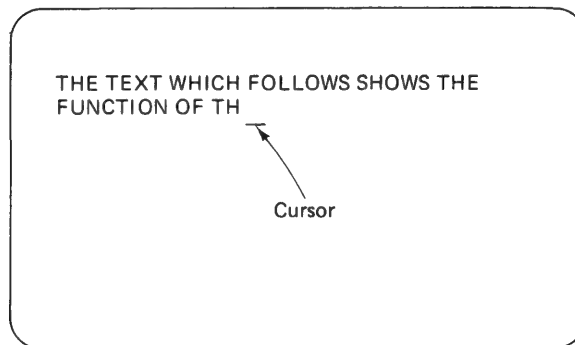 THE TEXT WHICH FOLLOWS SHOWS THE
FUNCTION OF TH
Cursor